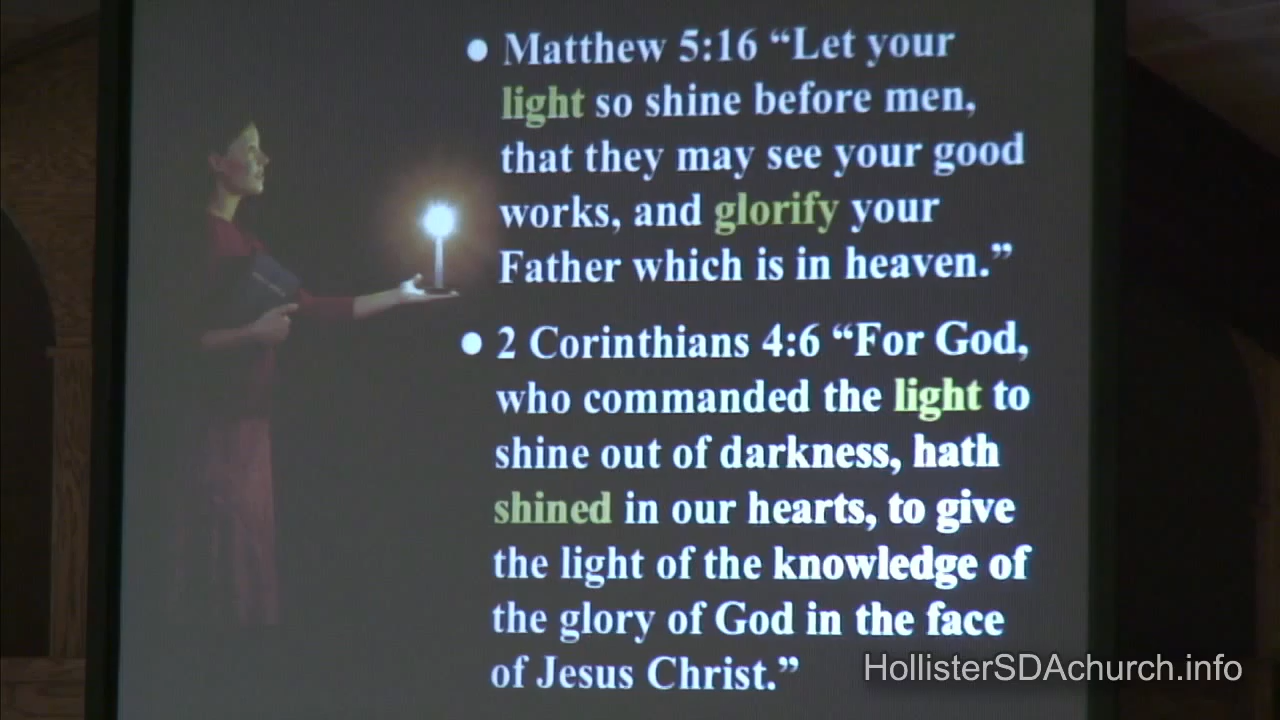 ● Matthew 5:16 “Let your
light so shine before men,
that they may see your good
works, and glorify your
Father which is in heaven.”
● 2 Corinthians 4:6 “For God,
who commanded the light to
shine out of darkness, hath
shined in our hearts, to give
the light of the knowledge of
the glory of God in the face
of Jesus Christ.”
HollisterSDAchurch.info